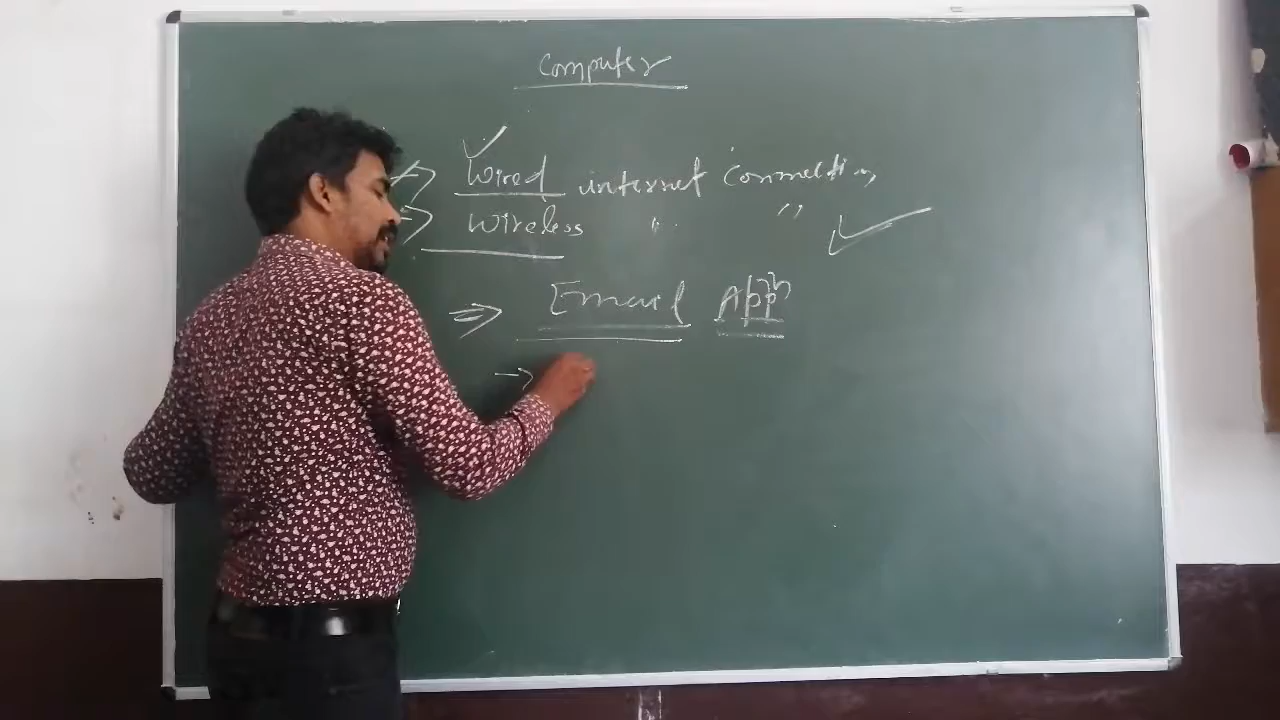 Computer
⇒ Wired internet connection
⇒ Wireless " "
⇒ Email App
→